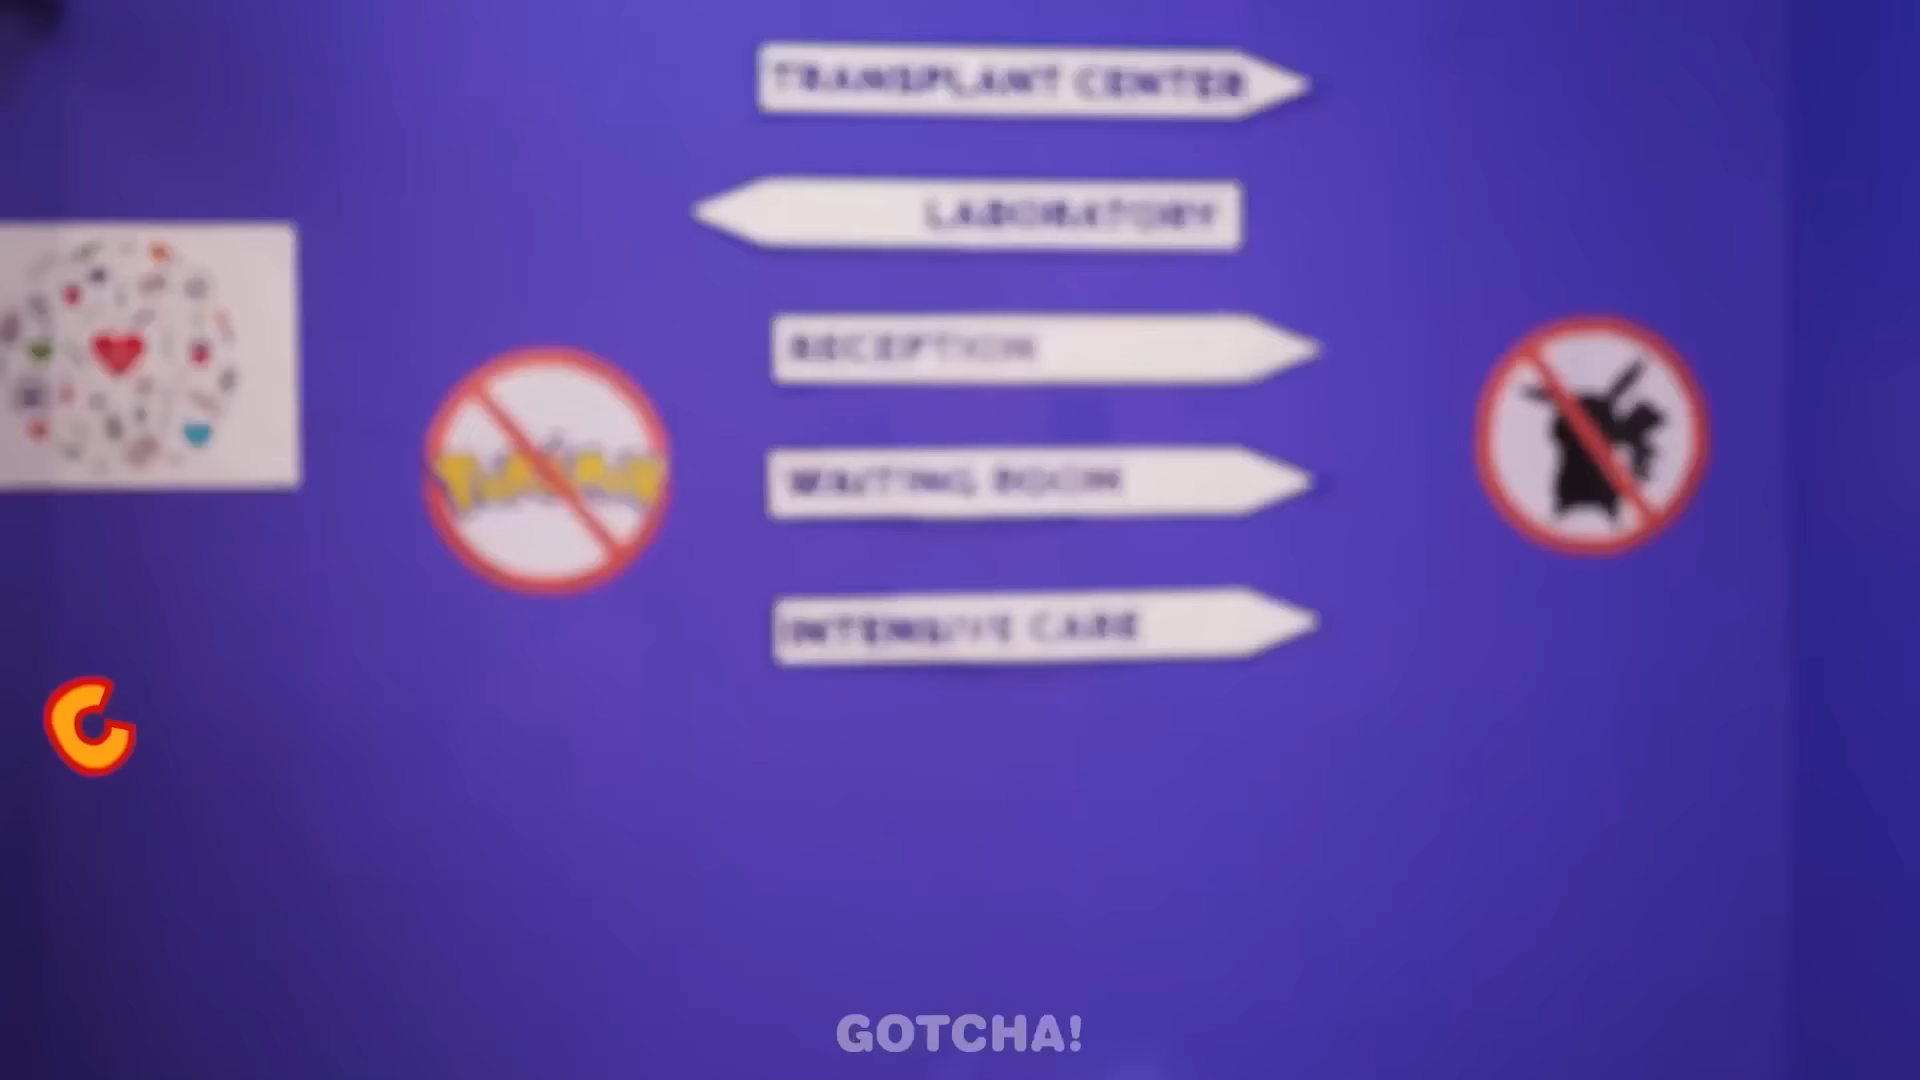 TRANSPLANT CENTER
LABORATORY
RECEPTION
WAITING ROOM
INTENSIVE CARE
C
GOTCHA!